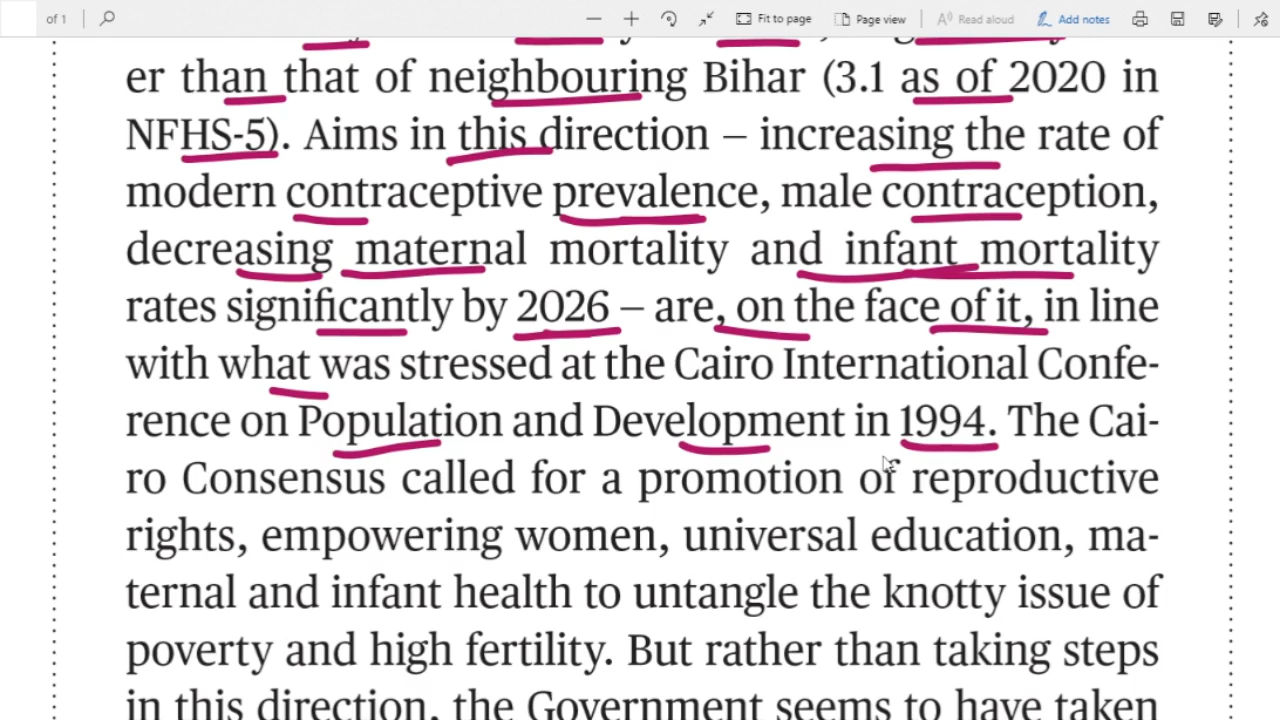 of 1 Fit to page Page view Read aloud Add notes
er than that of neighbouring Bihar (3.1 as of 2020 in
NFHS-5). Aims in this direction – increasing the rate of
modern contraceptive prevalence, male contraception,
decreasing maternal mortality and infant mortality
rates significantly by 2026 – are, on the face of it, in line
with what was stressed at the Cairo International Confe-
rence on Population and Development in 1994. The Cai-
ro Consensus called for a promotion of reproductive
rights, empowering women, universal education, ma-
ternal and infant health to untangle the knotty issue of
poverty and high fertility. But rather than taking steps
in this direction, the Government seems to have taken